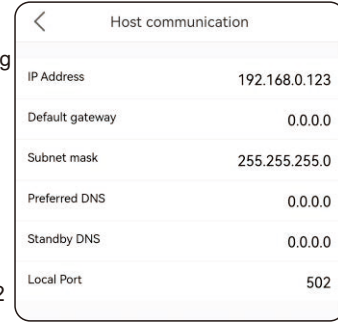 Host communication
g
IP Address 192.168.0.123
Default gateway 0.0.0.0
Subnet mask 255.255.255.0
Preferred DNS 0.0.0.0
Standby DNS 0.0.0.0
Local Port 502
2